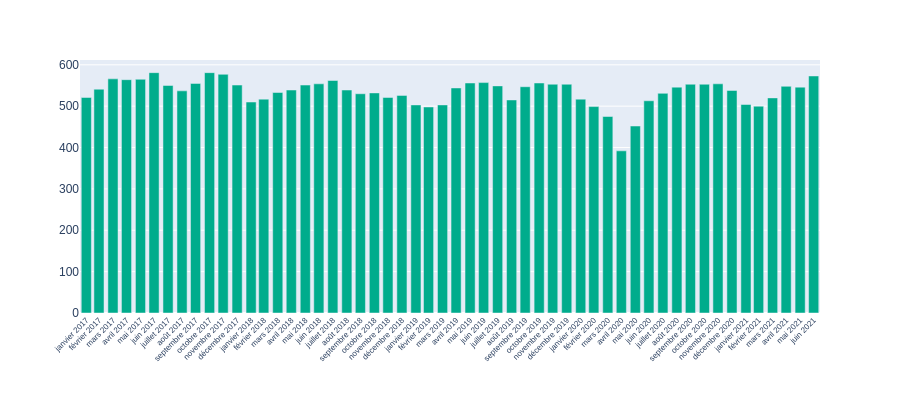 600
500
400
300
200
100
0
janvier 2017
février 2017
mars 2017
avril 2017
mai 2017
juin 2017
juillet 2017
août 2017
septembre 2017
octobre 2017
novembre 2017
décembre 2017
janvier 2018
février 2018
mars 2018
avril 2018
mai 2018
juin 2018
juillet 2018
août 2018
septembre 2018
octobre 2018
novembre 2018
décembre 2018
janvier 2019
février 2019
mars 2019
avril 2019
mai 2019
juin 2019
juillet 2019
août 2019
septembre 2019
octobre 2019
novembre 2019
décembre 2019
janvier 2020
février 2020
mars 2020
avril 2020
mai 2020
juin 2020
juillet 2020
août 2020
septembre 2020
octobre 2020
novembre 2020
décembre 2020
janvier 2021
février 2021
mars 2021
avril 2021
mai 2021
juin 2021